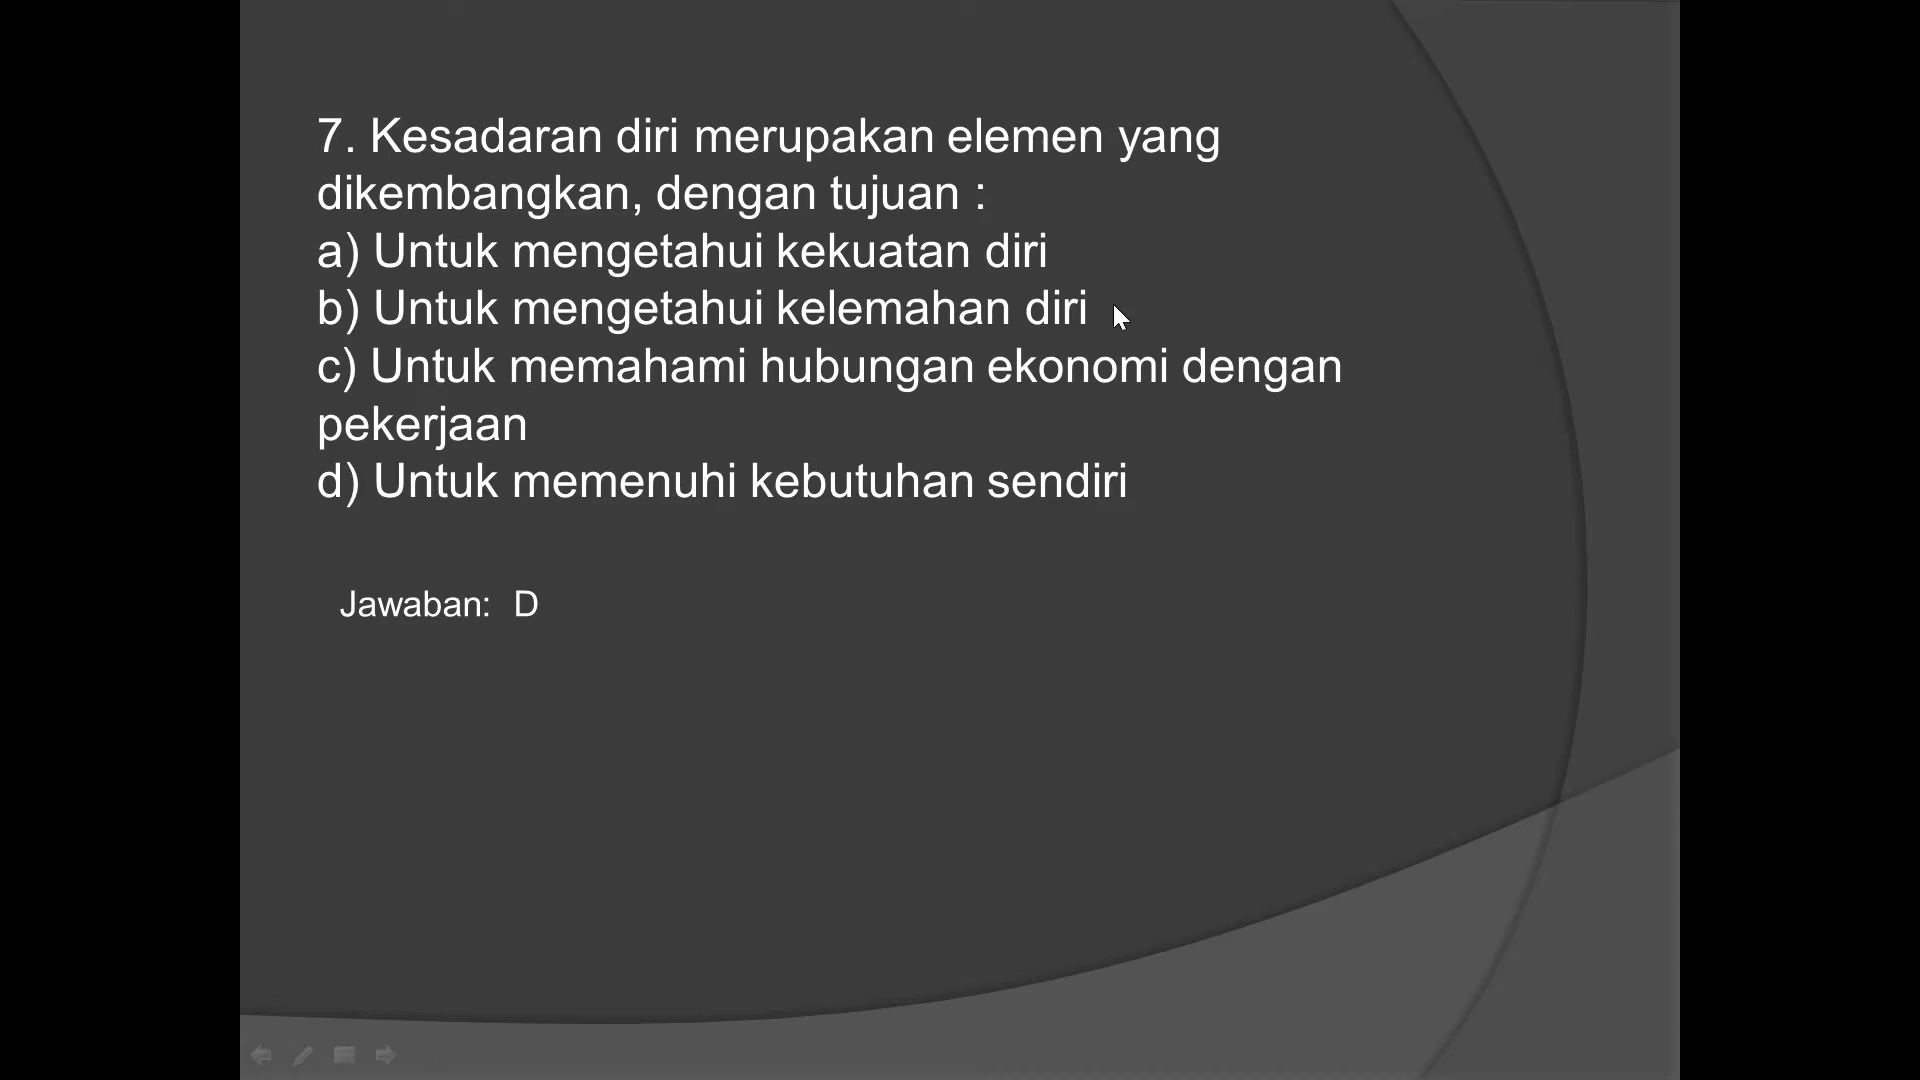 7. Kesadaran diri merupakan elemen yang
dikembangkan, dengan tujuan :
a) Untuk mengetahui kekuatan diri
b) Untuk mengetahui kelemahan diri
c) Untuk memahami hubungan ekonomi dengan
pekerjaan
d) Untuk memenuhi kebutuhan sendiri
Jawaban: D